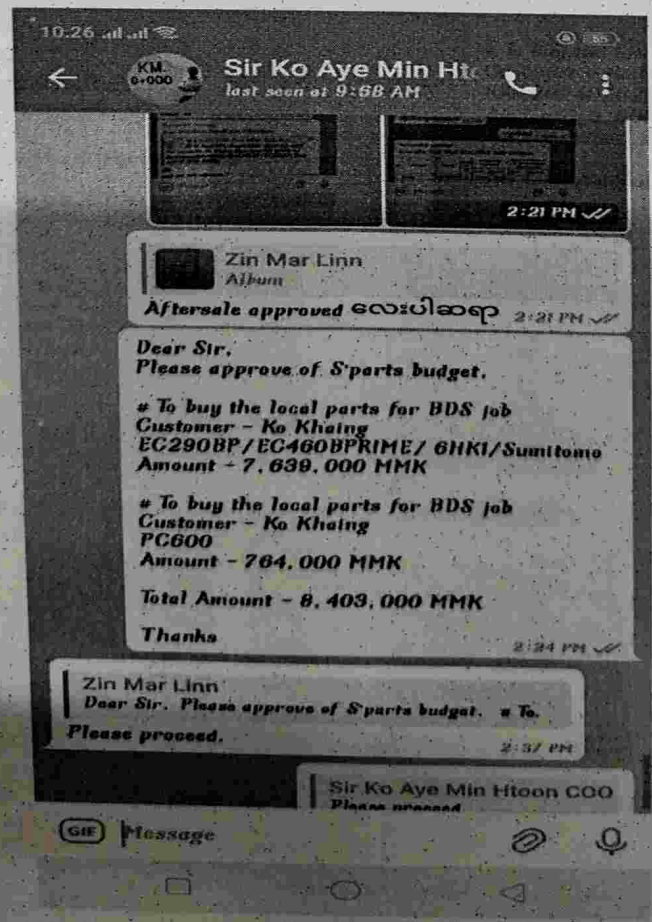 10.26
55
KM.
0+000
Sir Ko Aye Min Hto
last seen at 9:58 AM
2:21 PM
Zin Mar Linn
Album
Aftersale approved လေးပါဆရာ 2:21 PM
Dear Sir.
Please approve of S'parts budget.
# To buy the local parts for BDS job
Customer - Ko Khaing
EC290BP/EC460BPRIME/ 6HK1/Sumitomo
Amount - 7,639,000 MMK
# To buy the local parts for BDS job
Customer - Ko Khaing
PC600
Amount - 764,000 MMK
Total Amount - 8,403,000 MMK
Thanks
2:24 PM
Zin Mar Linn
Dear Sir. Please approve of S'parts budget. # To.
Please proceed.
2:37 PM
Sir Ko Aye Min Htoon COO
Please proceed
GIF Message